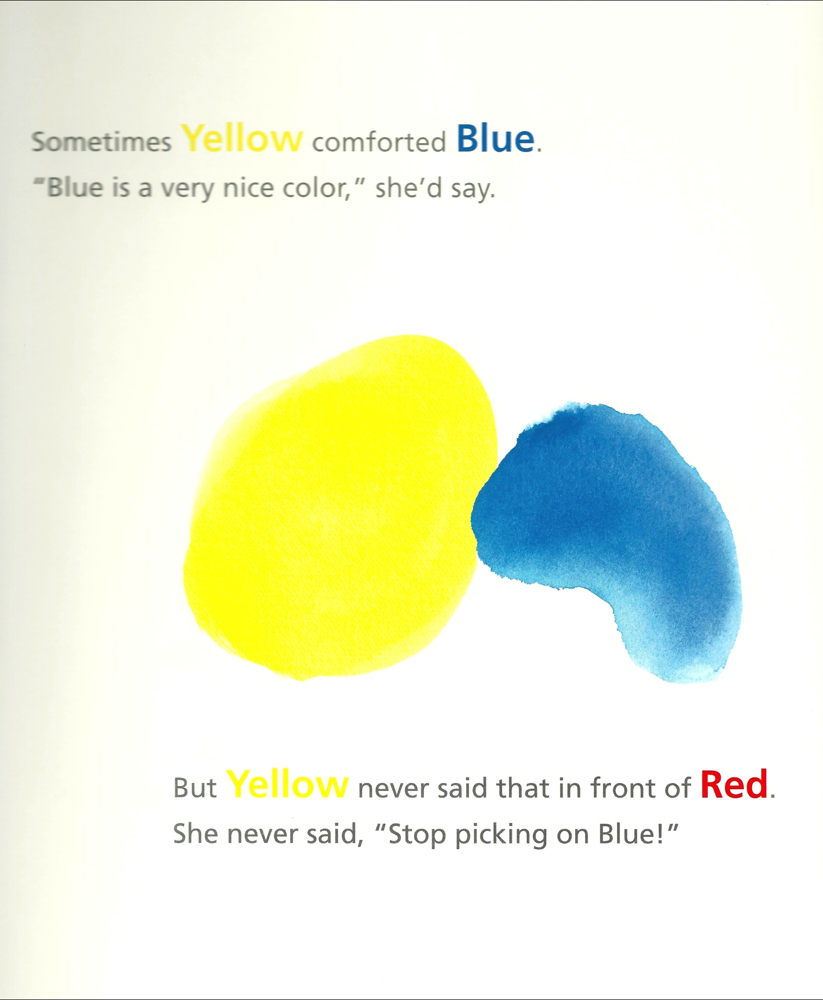 Sometimes Yellow comforted Blue.
“Blue is a very nice color,” she’d say.
But Yellow never said that in front of Red.
She never said, “Stop picking on Blue!”